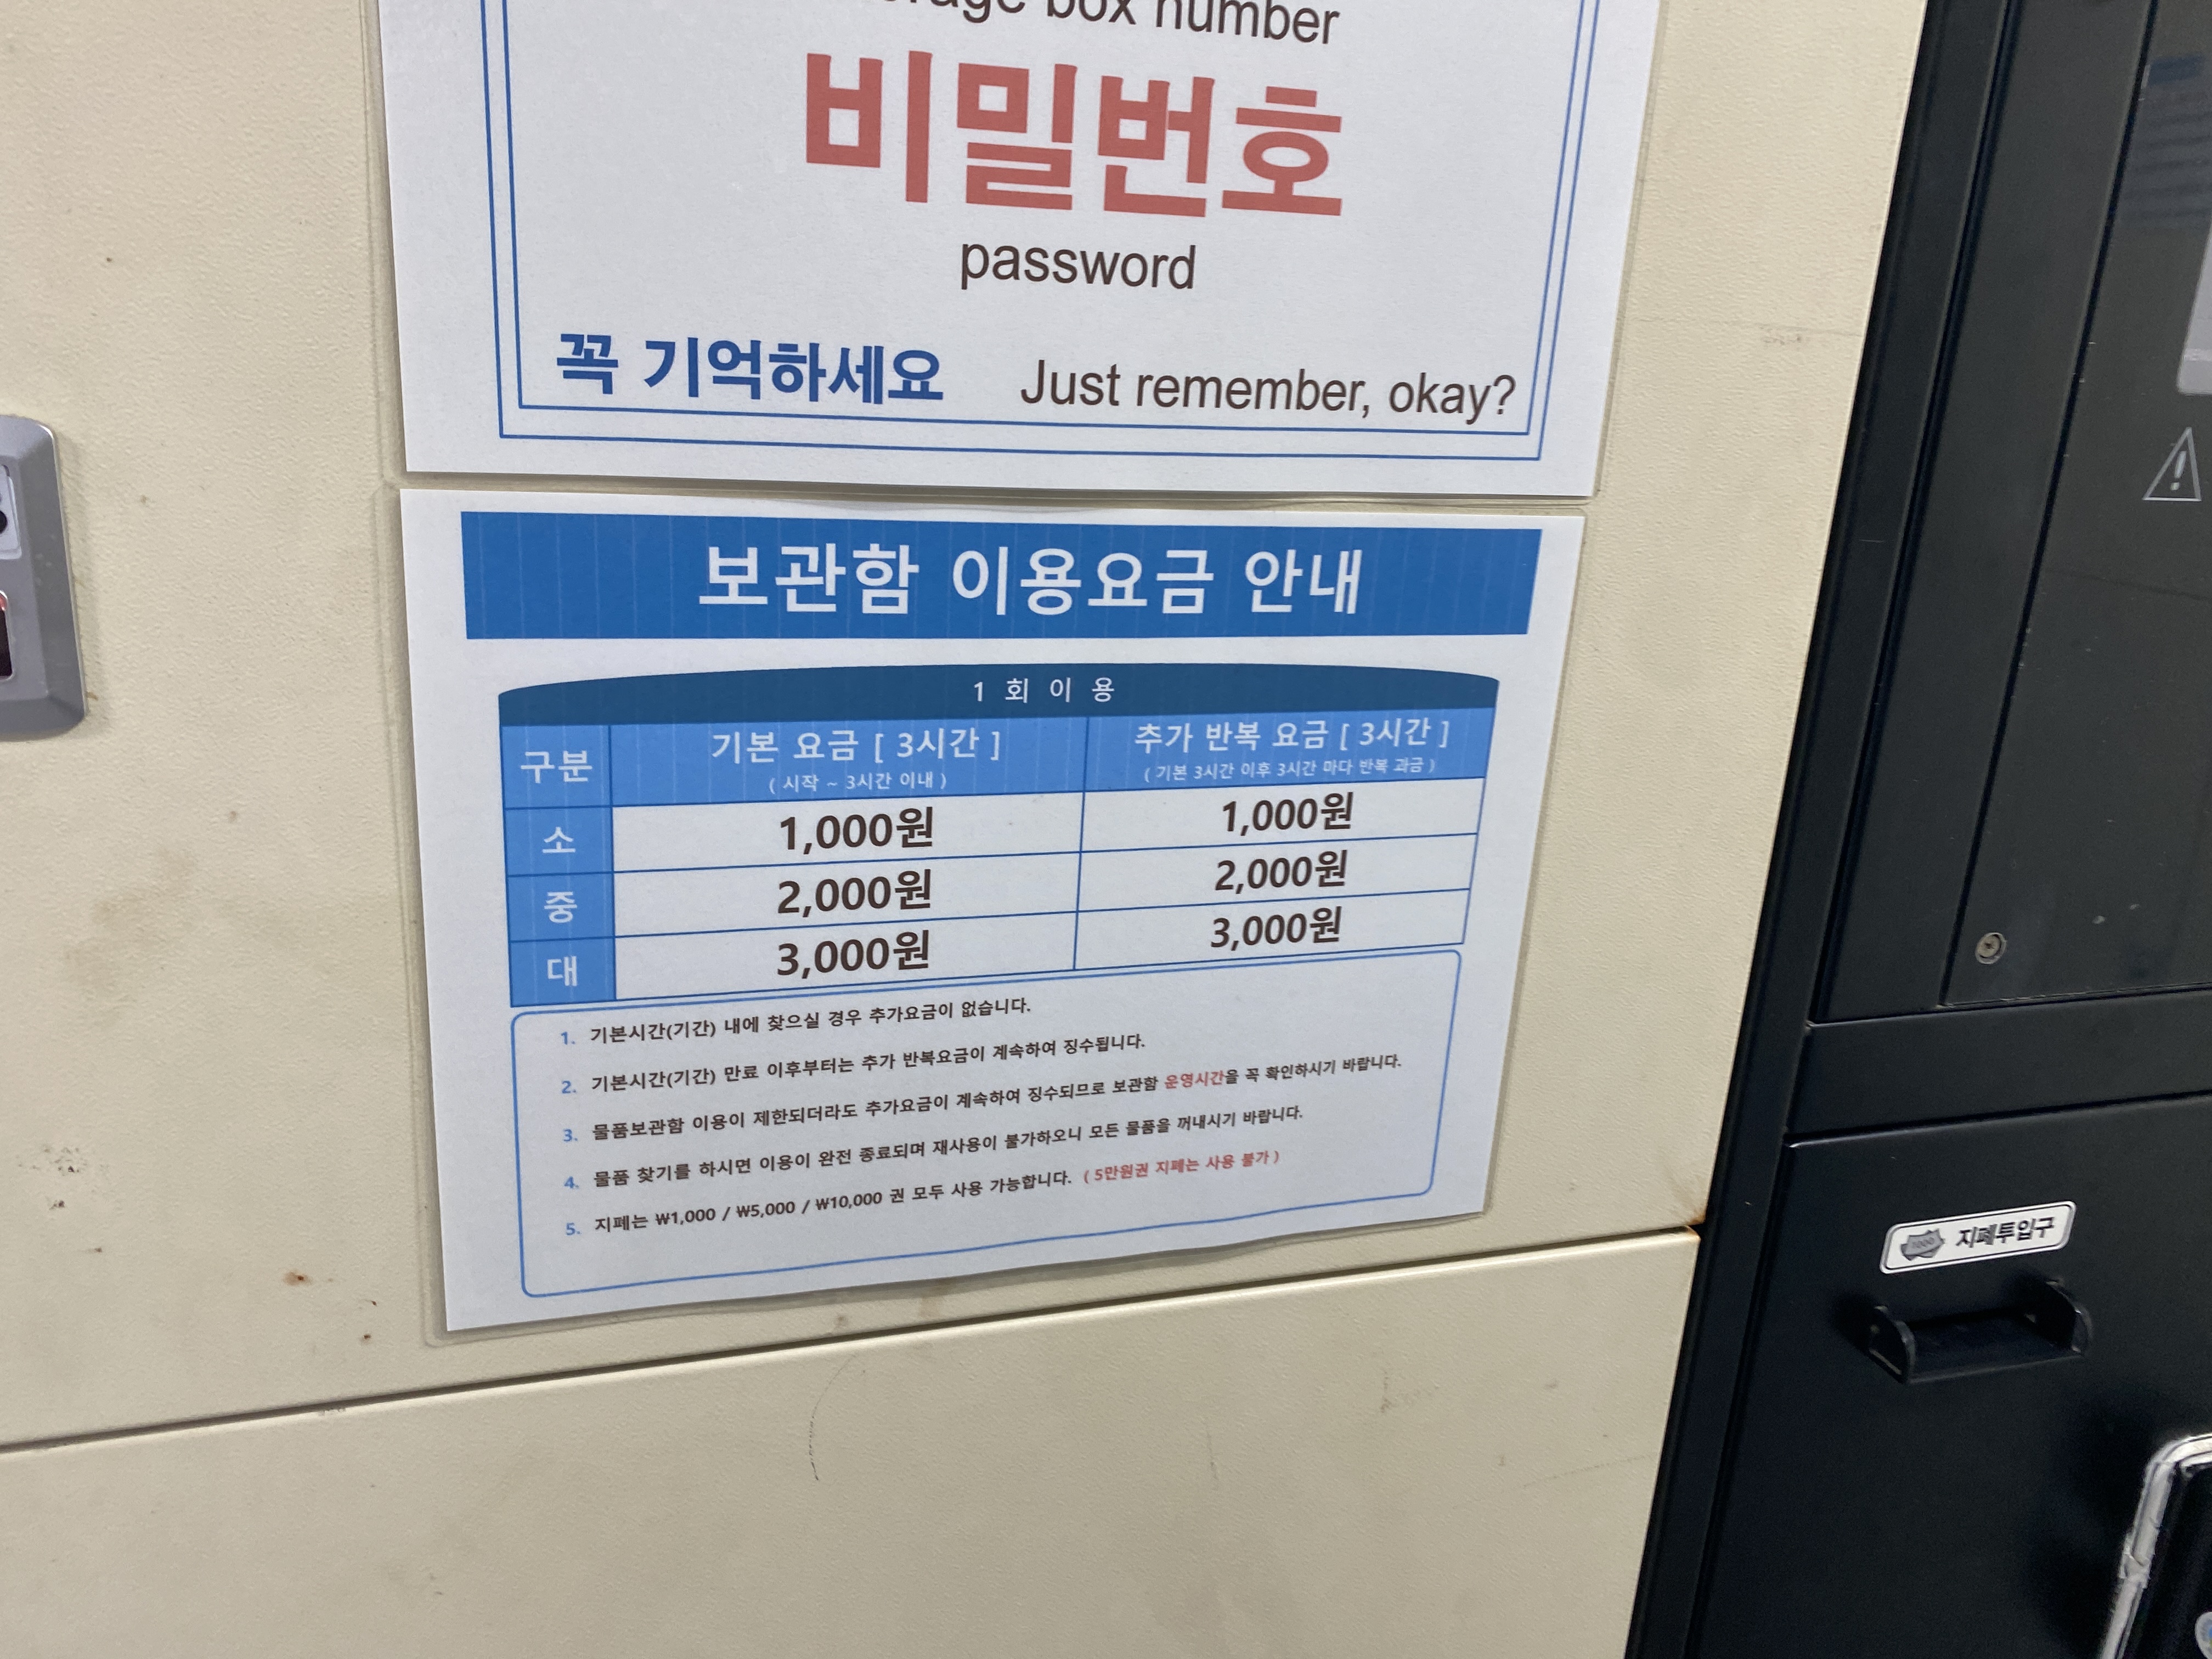 box number
비밀번호
password
꼭 기억하세요 Just remember, okay?
보관함 이용요금 안내
1 회 이 용
구분 기본 요금 [ 3시간 ] 추가 반복 요금 [ 3시간 ]
( 시작 ~ 3시간 이내 ) ( 기본 3시간 이후 3시간 마다 반복 과금 )
소 1,000원 1,000원
중 2,000원 2,000원
대 3,000원 3,000원
1. 기본시간(기간) 내에 찾으실 경우 추가요금이 없습니다.
2. 기본시간(기간) 만료 이후부터는 추가 반복요금이 계속하여 징수됩니다.
3. 물품보관함 이용이 제한되더라도 추가요금이 계속하여 징수되므로 보관함 운영시간을 꼭 확인하시기 바랍니다.
4. 물품 찾기를 하시면 이용이 완전 종료되며 재사용이 불가하오니 모든 물품을 꺼내시기 바랍니다.
5. 지폐는 ₩1,000 / ₩5,000 / ₩10,000 권 모두 사용 가능합니다. ( 5만원권 지폐는 사용 불가 )
지폐투입구